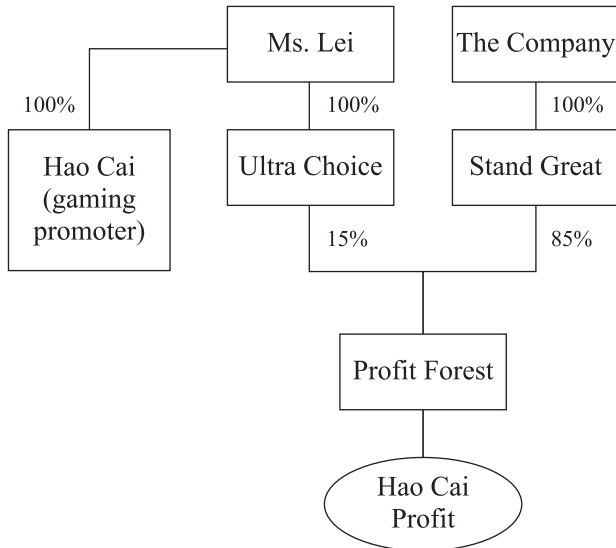 Ms. Lei
The Company
100%
100%
100%
Hao Cai
(gaming
promoter)
Ultra Choice
Stand Great
15%
85%
Profit Forest
Hao Cai
Profit